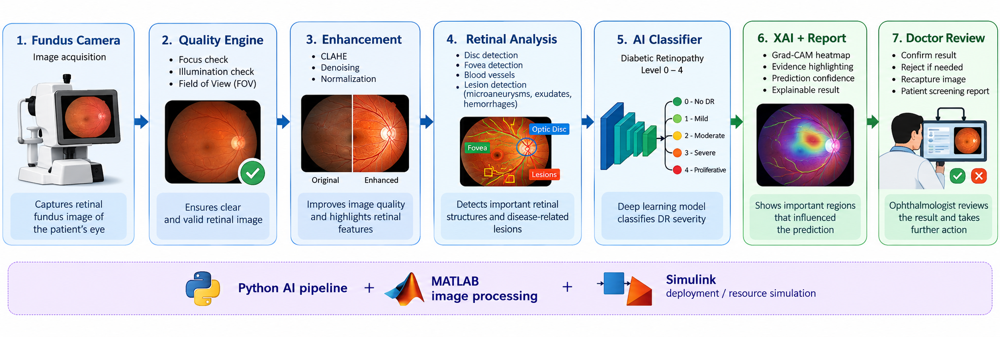 1. Fundus Camera
Image acquisition
Captures retinal
fundus image of
the patient's eye
2. Quality Engine
• Focus check
• Illumination check
• Field of View (FOV)
Ensures clear
and valid retinal image
3. Enhancement
• CLAHE
• Denoising
• Normalization
Original
Enhanced
Improves image quality
and highlights retinal
features
4. Retinal Analysis
• Disc detection
• Fovea detection
• Blood vessels
• Lesion detection
(microaneurysms, exudates,
hemorrhages)
Optic Disc
Fovea
Lesions
Detects important retinal
structures and disease-related
lesions
5. AI Classifier
Diabetic Retinopathy
Level 0 – 4
0 - No DR
1 - Mild
2 - Moderate
3 - Severe
4 - Proliferative
Deep learning model
classifies DR severity
6. XAI + Report
• Grad-CAM heatmap
• Evidence highlighting
• Prediction confidence
• Explainable result
Shows important regions
that influenced
the prediction
7. Doctor Review
• Confirm result
• Reject if needed
• Recapture image
• Patient screening report
Ophthalmologist reviews
the result and takes
further action
Python AI pipeline
+
MATLAB
image processing
+
Simulink
deployment / resource simulation